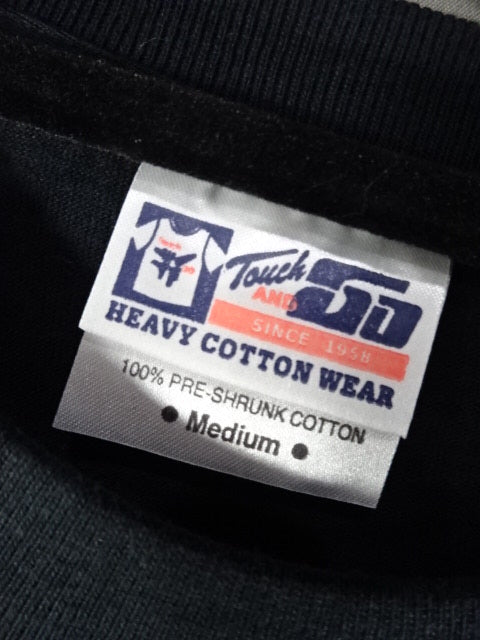 Touch
AND GO
SINCE 1958
HEAVY COTTON WEAR
100% PRE-SHRUNK COTTON
• Medium •